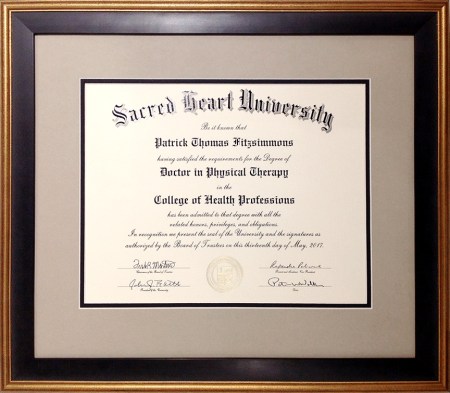 Sacred Heart University
Be it known that
Patrick Thomas Fitzsimmons
having satisfied the requirements for the Degree of
Doctor in Physical Therapy
in the
College of Health Professions
has been admitted to that degree with all the
related honors, privileges, and obligations.
In recognition we present the seal of the University and the signatures as
authorized by the Board of Trustees on this thirteenth day of May, 2017.